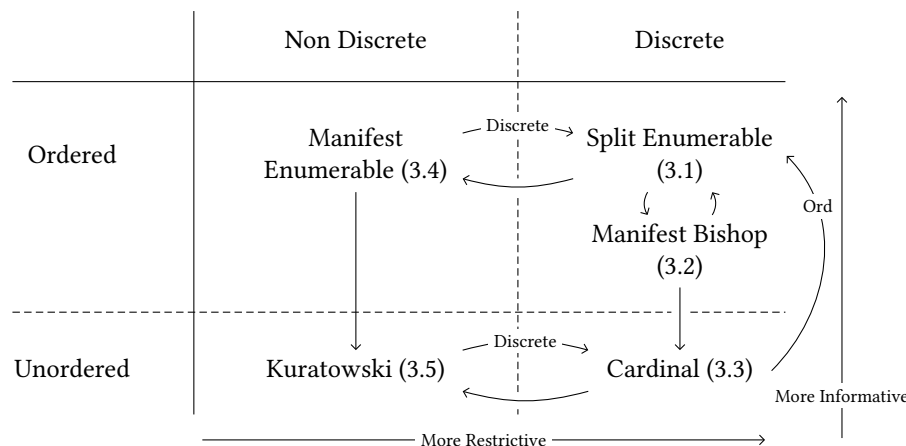 Non Discrete
Discrete
Ordered
Manifest
Enumerable (3.4)
Discrete
Split Enumerable
(3.1)
Manifest Bishop
(3.2)
Ord
Unordered
Kuratowski (3.5)
Discrete
Cardinal (3.3)
More Informative
More Restrictive